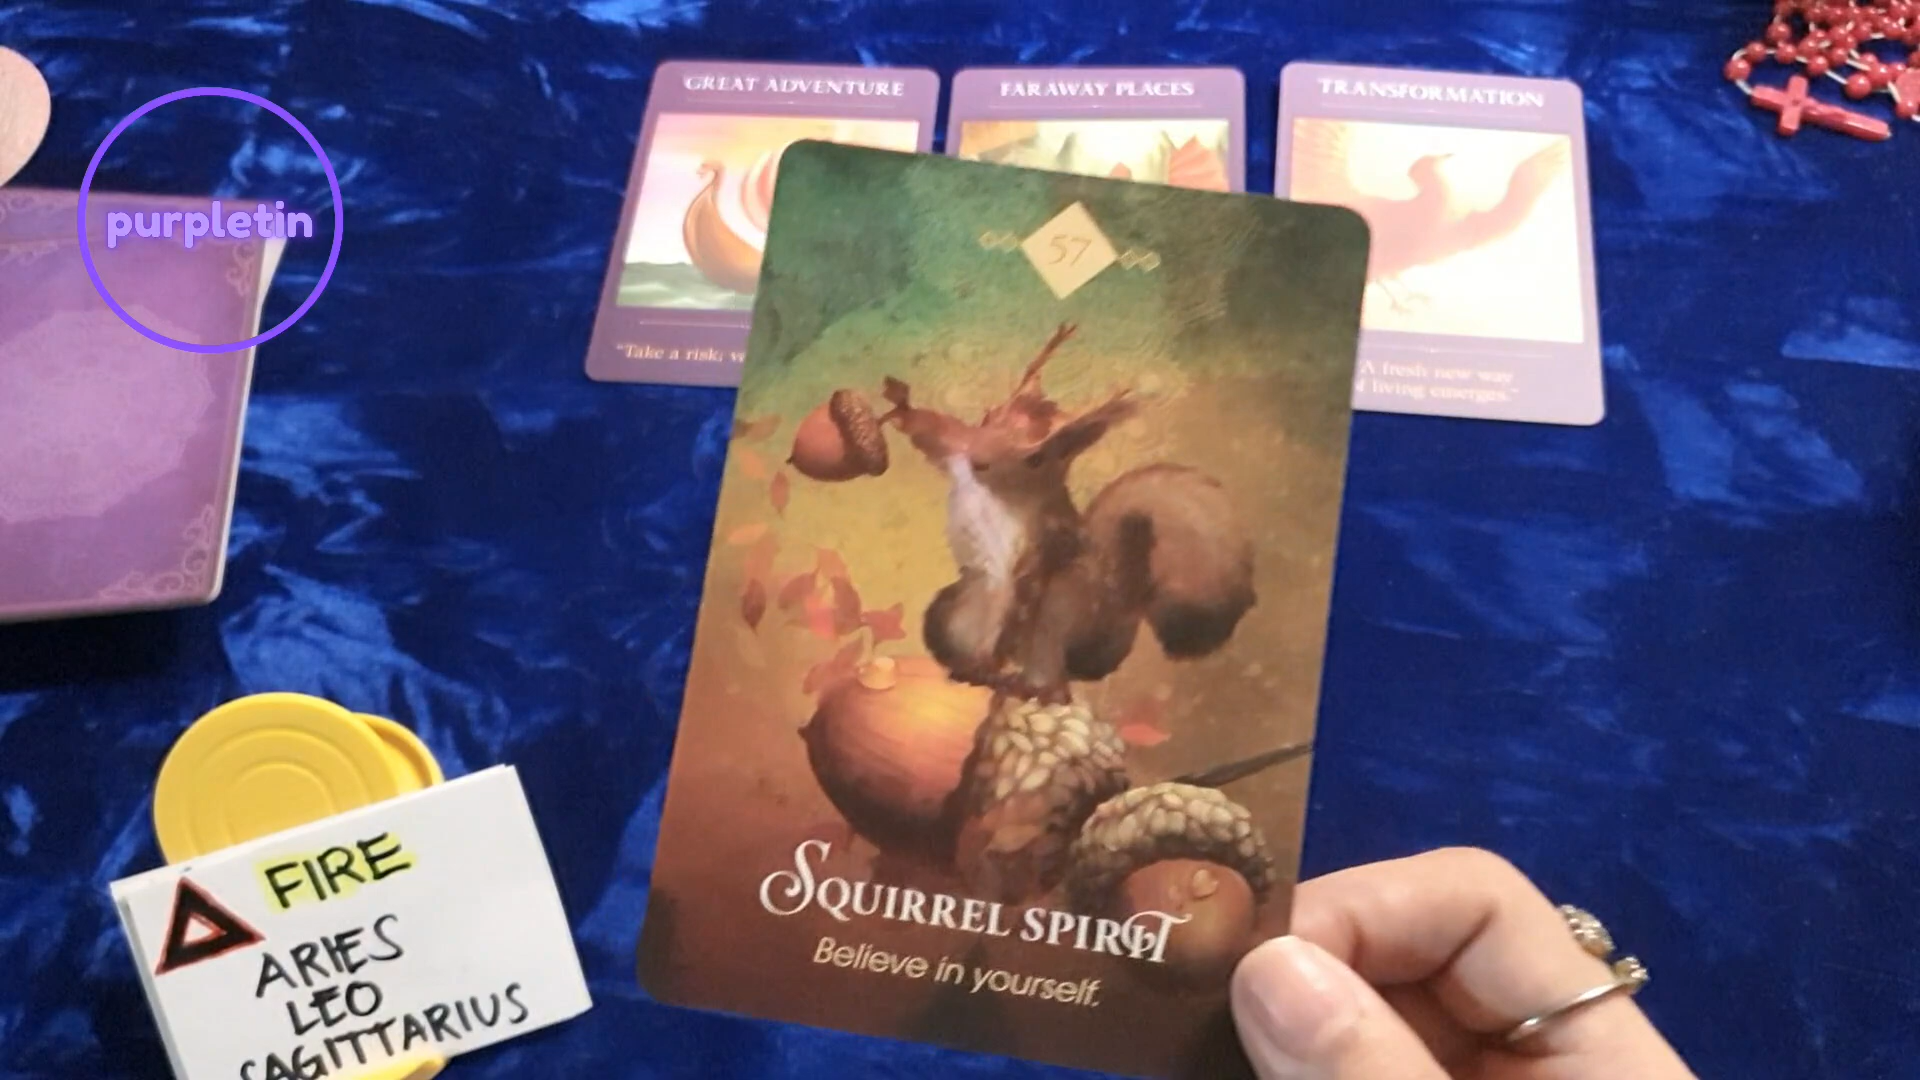 GREAT ADVENTURE
FARAWAY PLACES
TRANSFORMATION
purpletin
57
"Take a risk;
A fresh new way
living emerges."
SQUIRREL SPIRIT
Believe in yourself.
FIRE
ARIES
LEO
SAGITTARIUS